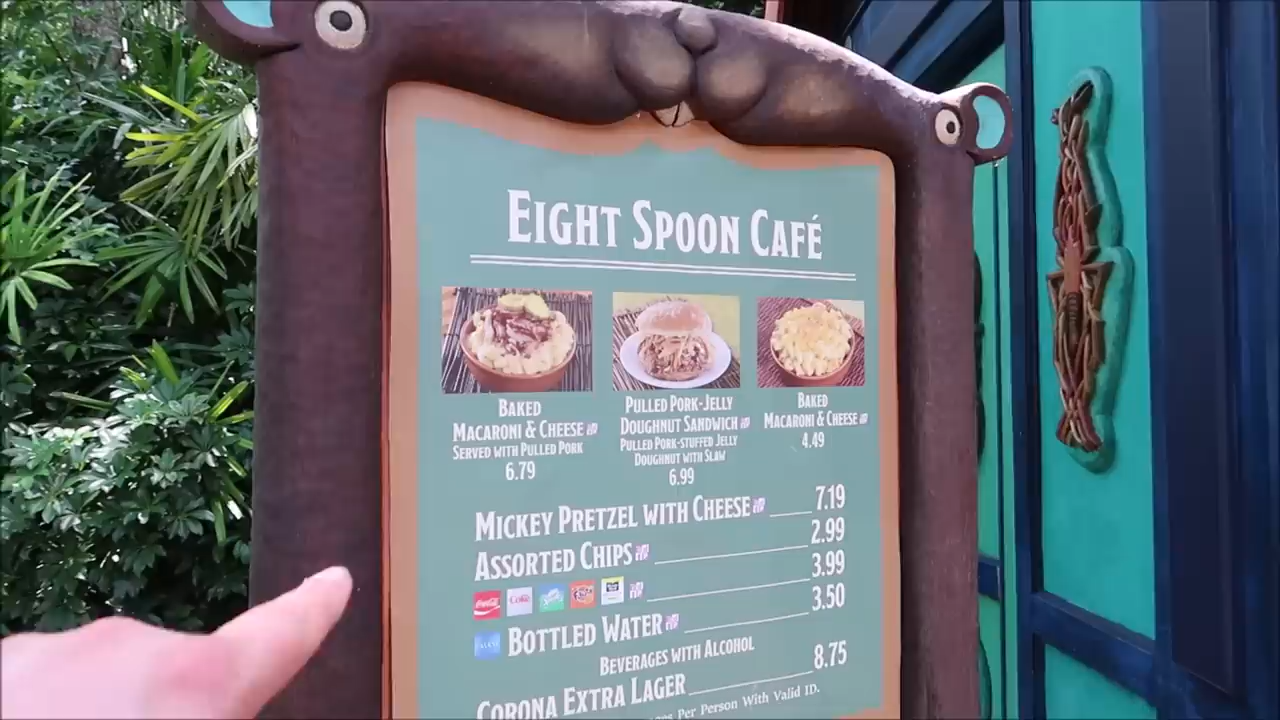 EIGHT SPOON CAFÉ
BAKED
MACARONI & CHEESE
SERVED WITH PULLED PORK
6.79
PULLED PORK-JELLY
DOUGHNUT SANDWICH
PULLED PORK-STUFFED JELLY
DOUGHNUT WITH SLAW
6.99
BAKED
MACARONI & CHEESE
4.49
MICKEY PRETZEL WITH CHEESE 7.19
ASSORTED CHIPS 2.99
Coca-Cola Coke 3.99
BOTTLED WATER 3.50
BEVERAGES WITH ALCOHOL
CORONA EXTRA LAGER 8.75
Per Person With Valid ID.